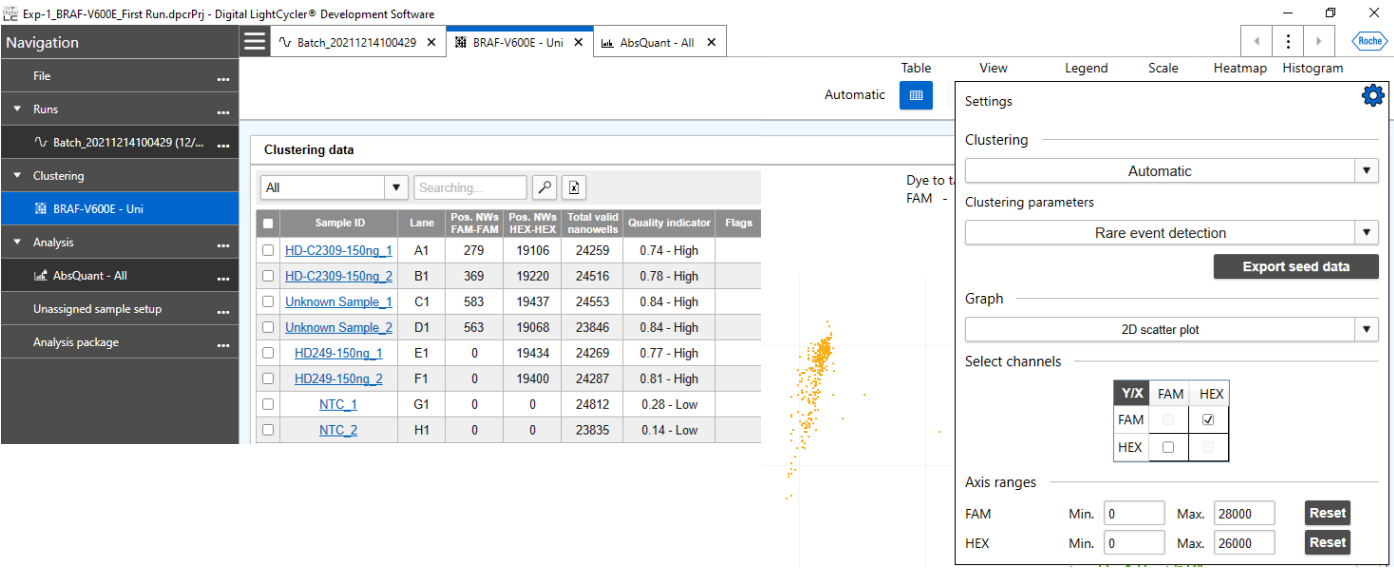 Exp-1_BRAF-V600E_First Run.dpcrPrj - Digital LightCycler® Development Software
Navigation
File ...
Runs ...
Batch_20211214100429 (12/... ...
Clustering
BRAF-V600E - Uni
Analysis ...
AbsQuant - All ...
Unassigned sample setup ...
Analysis package ...
Batch_20211214100429 × BRAF-V600E - Uni × AbsQuant - All ×
Roche
Table View Legend Scale Heatmap Histogram
Automatic
Clustering data
All Searching...
Sample ID Lane Pos. NWs FAM-FAM Pos. NWs HEX-HEX Total valid nanowells Quality indicator Flags
HD-C2309-150ng_1 A1 279 19106 24259 0.74 - High
HD-C2309-150ng_2 B1 369 19220 24516 0.78 - High
Unknown Sample_1 C1 583 19437 24553 0.84 - High
Unknown Sample_2 D1 563 19068 23846 0.84 - High
HD249-150ng_1 E1 0 19434 24269 0.77 - High
HD249-150ng_2 F1 0 19400 24287 0.81 - High
NTC_1 G1 0 0 24812 0.28 - Low
NTC_2 H1 0 0 23835 0.14 - Low
Dye to ta
FAM -
Settings
Clustering
Automatic
Clustering parameters
Rare event detection
Export seed data
Graph
2D scatter plot
Select channels
Y/X FAM HEX
FAM
HEX
Axis ranges
FAM Min. 0 Max. 28000 Reset
HEX Min. 0 Max. 26000 Reset